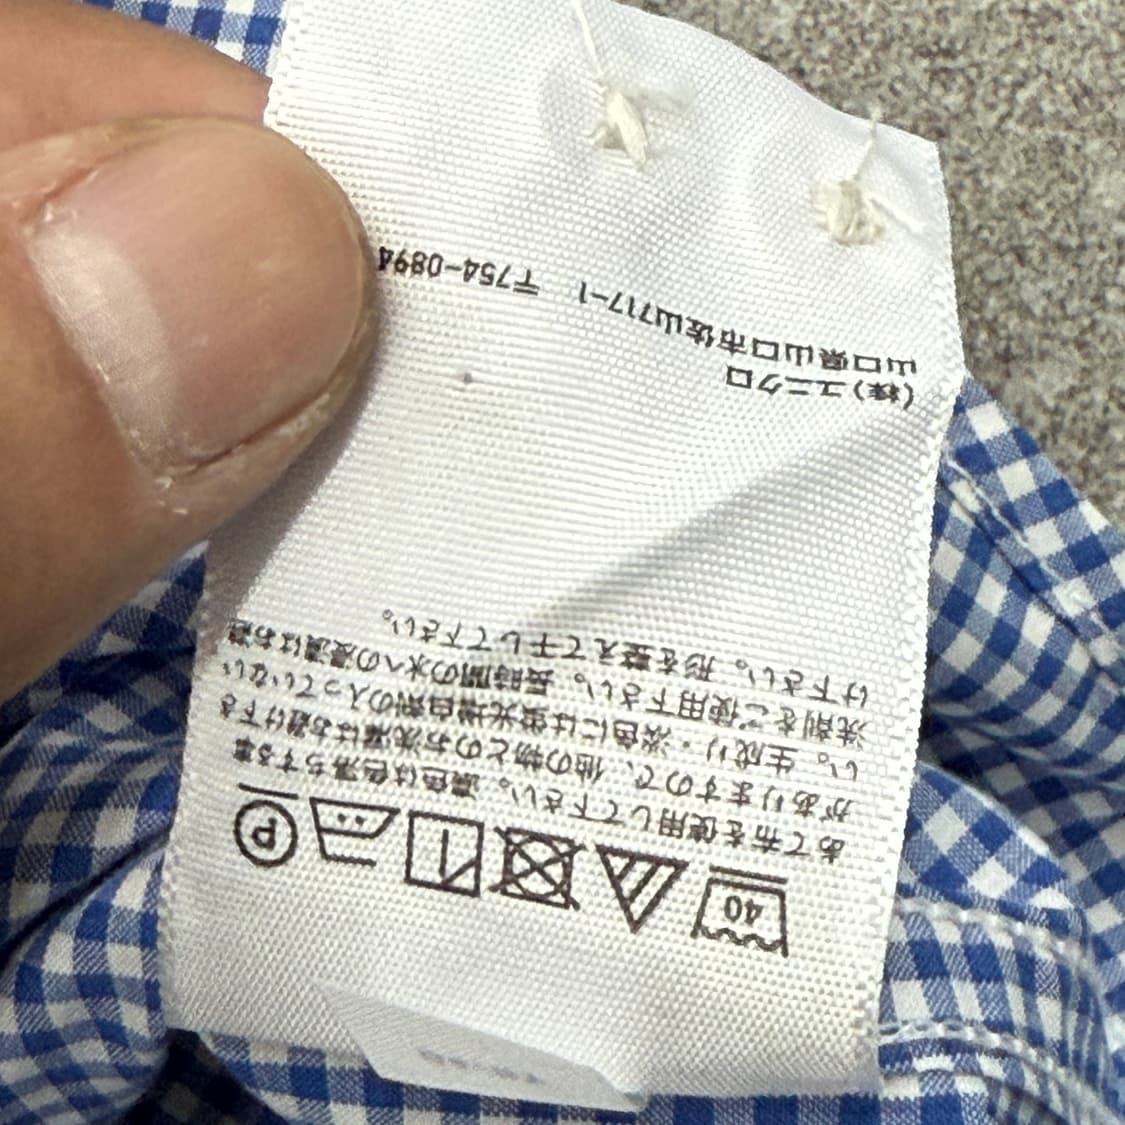 40
P
あて布を使用して下さい。濃色は色落ちする事
がありますので、他の物とのお洗濯はお避け下さ
い。生成り・淡色には蛍光増白剤の入っていない
洗剤をご使用下さい。長時間の水への浸漬はお避
け下さい。形を整えて干して下さい。
(株)ユニクロ
山口県山口市佐山717-1 〒754-0894